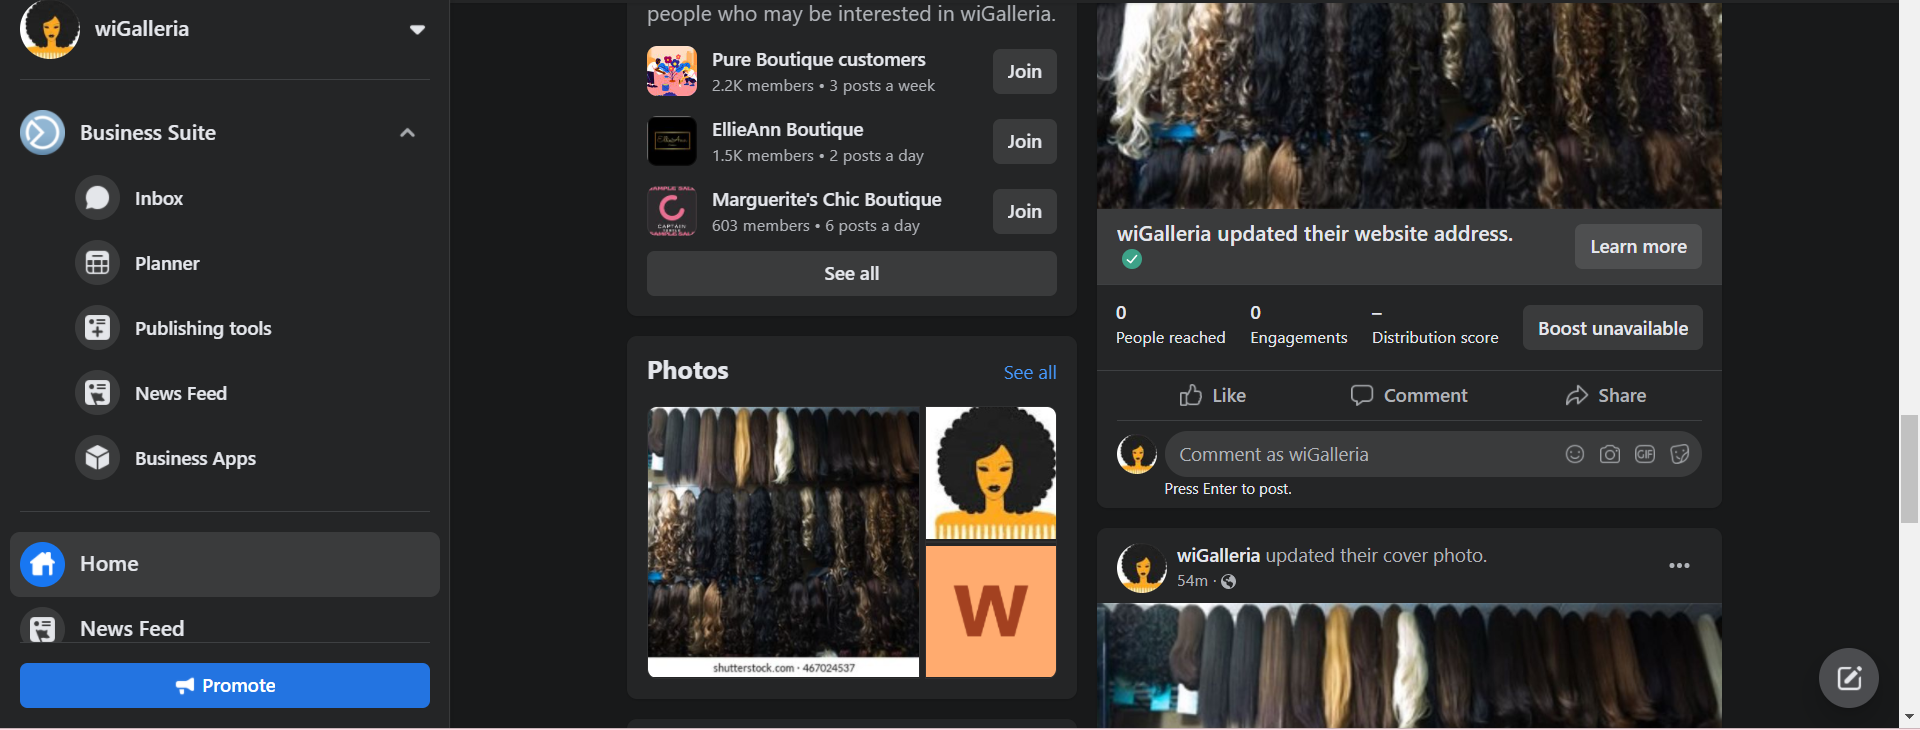 wiGalleria
Business Suite
Inbox
Planner
Publishing tools
News Feed
Business Apps
Home
News Feed
Promote
people who may be interested in wiGalleria.
Pure Boutique customers
2.2K members • 3 posts a week
Join
EllieAnn Boutique
1.5K members • 2 posts a day
Join
Marguerite's Chic Boutique
603 members • 6 posts a day
Join
See all
Photos
See all
W
shutterstock.com · 467024537
wiGalleria updated their website address.
Learn more
0
People reached
0
Engagements
–
Distribution score
Boost unavailable
Like
Comment
Share
Comment as wiGalleria
GIF
Press Enter to post.
wiGalleria updated their cover photo.
54m ·